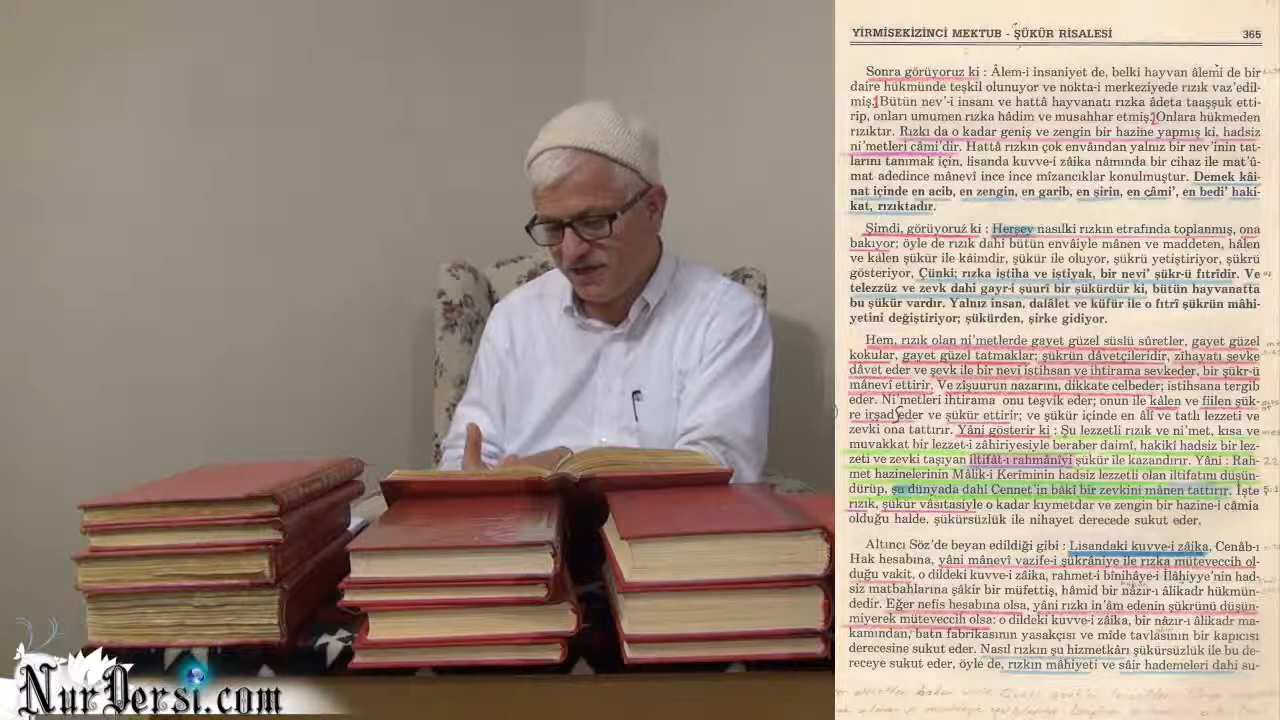 YİRMİSEKİZİNCİ MEKTUB - ŞÜKÜR RİSALESİ 365
Sonra görüyoruz ki : Âlem-i insaniyet de, belki hayvan âlemi de bir
daire hükmünde teşkil olunuyor ve nokta-i merkeziyede rızık vaz'edil-
miş. Bütün nev'-i insanı ve hattâ hayvanatı rızka âdeta taaşşuk etti-
rip, onları umumen rızka hâdim ve musahhar etmiş. Onlara hükmeden
rızıktır. Rızkı da o kadar geniş ve zengin bir hazine yapmış ki, hadsiz
ni'metleri câmi'dir. Hattâ rızkın çok envâından yalnız bir nev'inin tat-
larını tanımak için, lisanda kuvve-i zâika nâmında bir cihaz ile mat'û-
mat adedince mânevî ince ince mîzancıklar konulmuştur. Demek kâi-
nat içinde en acib, en zengin, en garib, en şirin, en câmi', en bedi' haki-
kat, rızıktadır.
Şimdi, görüyoruz ki : Herşey nasılki rızkın etrafında toplanmış, ona
bakıyor; öyle de rızık dahi bütün envâiyle mânen ve maddeten, hâlen
ve kâlen şükür ile kâimdir, şükür ile oluyor, şükrü yetiştiriyor, şükrü
gösteriyor, Çünki; rızka iştiha ve iştiyak, bir nevi' şükr-ü fıtrîdir. Ve
telezzüz ve zevk dahi gayr-i şuurî bir şükürdür ki, bütün hayvanatta
bu şükür vardır. Yalnız insan, dalâlet ve küfür ile o fıtrî şükrün mâhi-
yetini değiştiriyor; şükürden, şirke gidiyor.
Hem, rızık olan ni'metlerde gayet güzel süslü sûretler, gayet güzel
kokular, gayet güzel tatmaklar; şükrün dâvetçileridir, zîhayatı şevke
dâvet eder ve şevk ile bir nevi istihsan ve ihtirama sevkeder, bir şükr-ü
mânevî ettirir. Ve zîşuurun nazarını, dikkate celbeder; istihsana tergib
eder. Ni'metleri ihtirama onu teşvik eder; onun ile kâlen ve fiilen şük-
re irşad eder ve şükür ettirir; ve şükür içinde en âlî ve tatlı lezzeti ve
zevki ona tattırır. Yâni gösterir ki : Şu lezzetli rızık ve ni'met, kısa ve
muvakkat bir lezzet-i zâhiriyesiyle beraber daimî, hakikî hadsiz bir lez-
zeti ve zevki taşıyan iltifât-ı rahmânîyi şükür ile kazandırır. Yâni : Rah-
met hazinelerinin Mâlik-i Kerîminin hadsiz lezzetli olan iltifatını düşün-
dürüp, şu dünyada dahi Cennet'in bâkî bir zevkini mânen tattırır. İşte
rızık, şükür vâsıtasiyle o kadar kıymetdar ve zengin bir hazine-i câmia
olduğu halde, şükürsüzlük ile nihayet derecede sukut eder.
Altıncı Söz'de beyan edildiği gibi : Lisandaki kuvve-i zâika, Cenâb-ı
Hak hesabına, yâni mânevî vazife-i şükrâniye ile rızka müteveccih ol-
duğu vakit, o dildeki kuvve-i zâika, rahmet-i bînihâye-i İlâhiyye'nin had-
siz matbahlarına şâkir bir müfettiş, hâmid bir nâzır-ı âlikadr hükmün-
dedir. Eğer nefis hesabına olsa, yâni rızkı in'âm edenin şükrünü düşün-
miyerek müteveccih olsa: o dildeki kuvve-i zâika, bir nâzır-ı âlikadr ma-
kamından, batn fabrikasının yasakçısı ve mîde tavlasının bir kapıcısı
derecesine sukut eder. Nasıl rızkın şu hizmetkârı şükürsüzlük ile bu de-
receye sukut eder, öyle de, rızkın mâhiyeti ve sâir hademeleri dahi su-
NurDersi.com